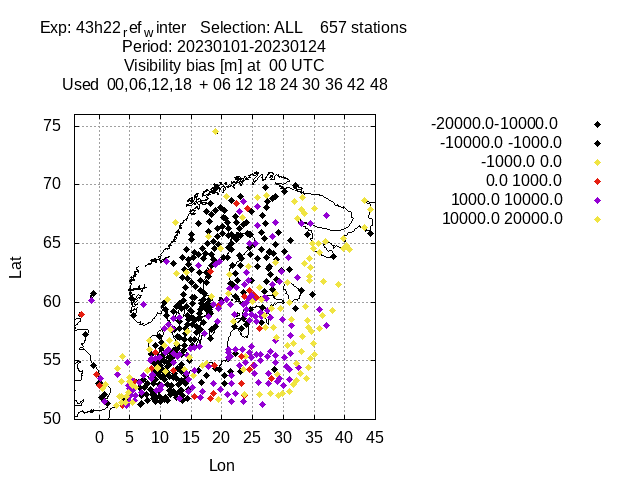 Exp: 43h22refwinter Selection: ALL 657 stations
Period: 20230101-20230124
Visibility bias [m] at 00 UTC
Used 00,06,12,18 + 06 12 18 24 30 36 42 48
-20000.0-10000.0
-10000.0 -1000.0
-1000.0 0.0
0.0 1000.0
1000.0 10000.0
10000.0 20000.0
75
70
65
60
55
50
Lat
0 5 10 15 20 25 30 35 40 45
Lon